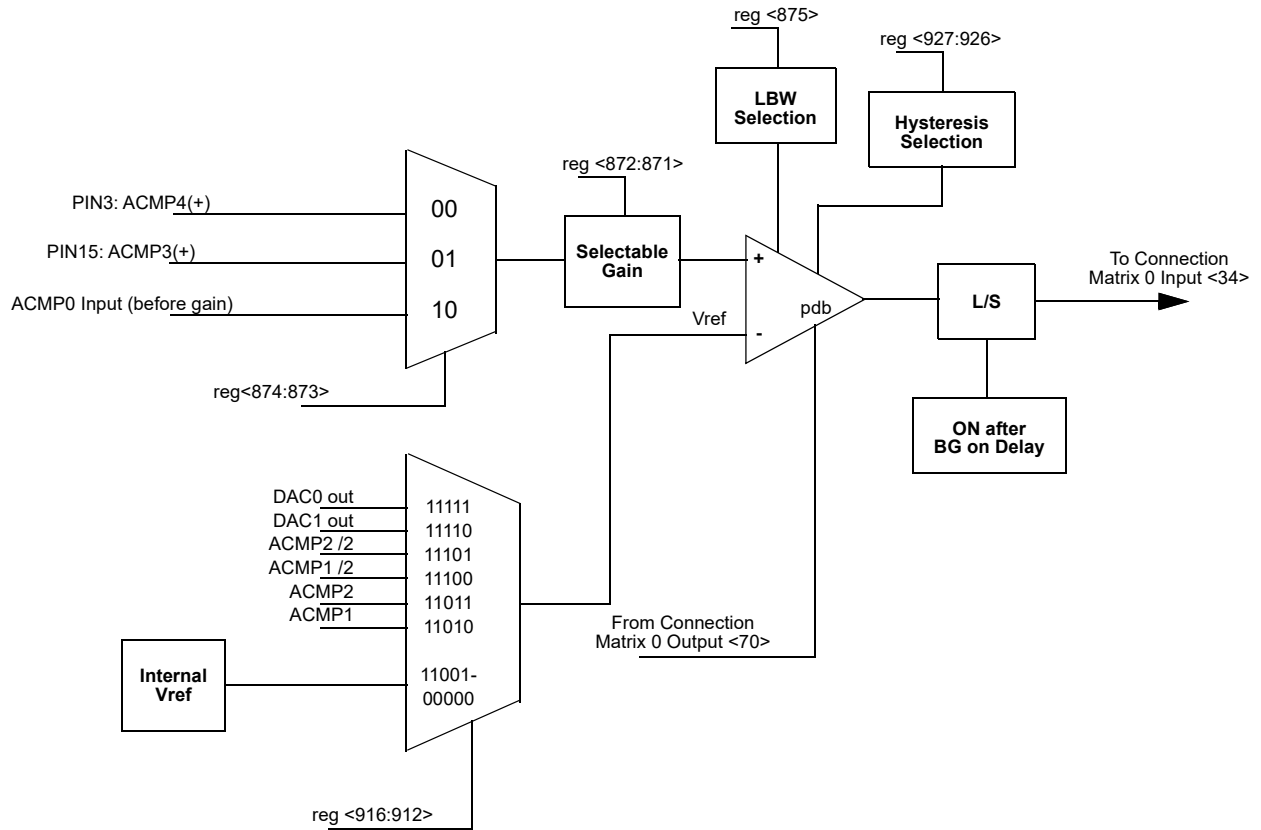 reg <875>
reg <927:926>
LBW
Selection
Hysteresis
Selection
reg <872:871>
PIN3: ACMP4(+)
00
PIN15: ACMP3(+)
01
ACMP0 Input (before gain)
10
Selectable
Gain
+
To Connection
Matrix 0 Input <34>
L/S
pdb
Vref
-
reg<874:873>
ON after
BG on Delay
DAC0 out
11111
DAC1 out
11110
ACMP2 /2
11101
ACMP1 /2
11100
ACMP2
11011
ACMP1
11010
From Connection
Matrix 0 Output <70>
Internal
Vref
11001-
00000
reg <916:912>